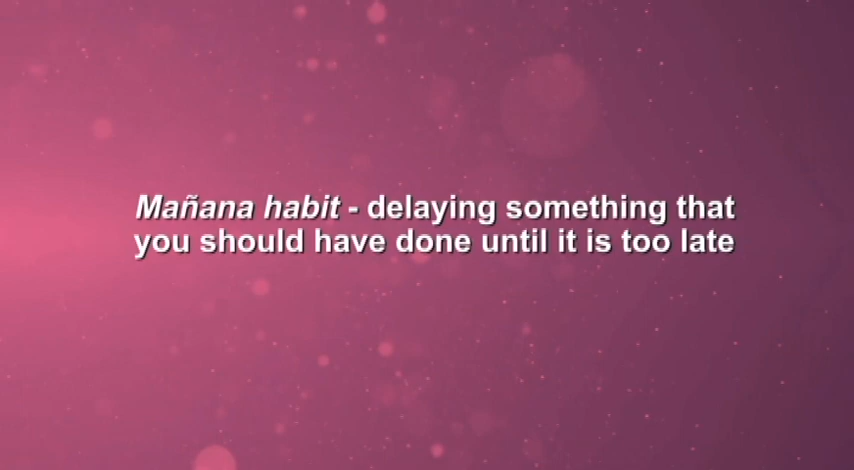 Mañana habit - delaying something that
you should have done until it is too late